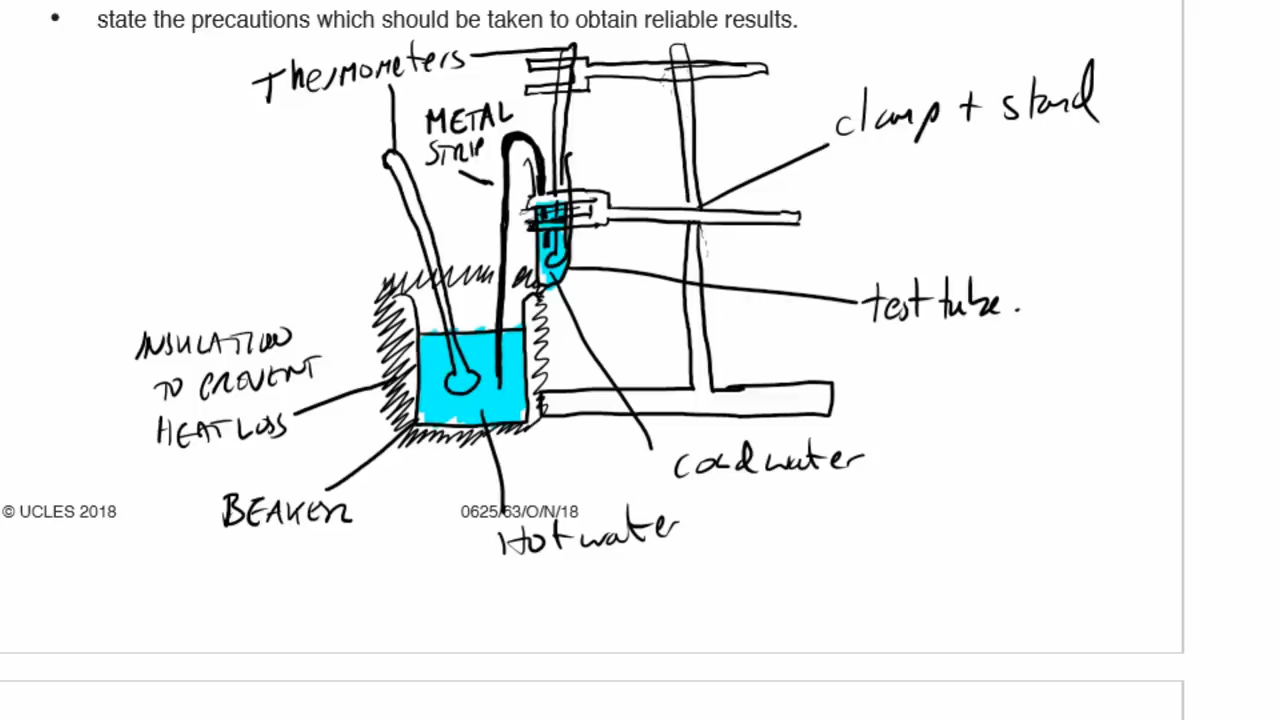 • state the precautions which should be taken to obtain reliable results.
Thermometers
METAL
STRIP
clamp + stand
test tube.
INSULATION
TO PREVENT
HEAT LOSS
cold water
BEAKER
© UCLES 2018
0625/63/O/N/18
Hot water